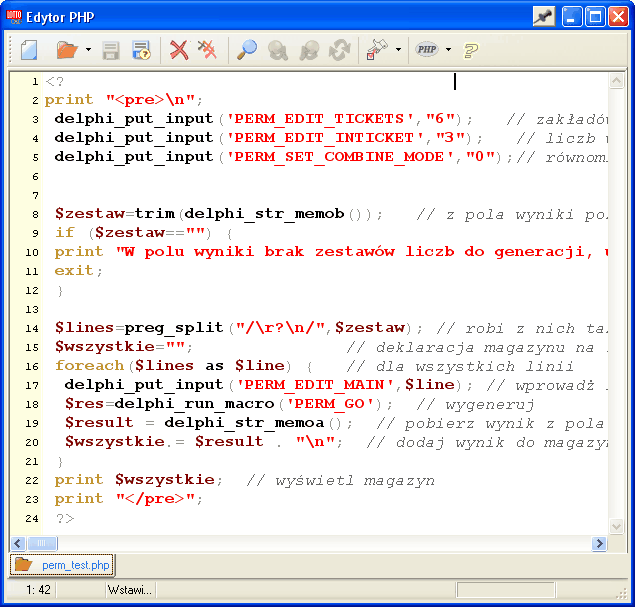 LOTTO Edytor PHP
PHP ?
1 <?
2 print "<pre>\n";
3 delphi_put_input('PERM_EDIT_TICKETS',"6"); // zakładów
4 delphi_put_input('PERM_EDIT_INTICKET',"3"); // liczb
5 delphi_put_input('PERM_SET_COMBINE_MODE',"0");// równomi
6
7
8 $zestaw=trim(delphi_str_memob()); // z pola wyniki po
9 if ($zestaw=="") {
10 print "W polu wyniki brak zestawów liczb do generacji,
11 exit;
12 }
13
14 $lines=preg_split("/\r?\n/",$zestaw); // robi z nich ta
15 $wszystkie=""; // deklaracja magazynu na
16 foreach($lines as $line) { // dla wszystkich linii
17 delphi_put_input('PERM_EDIT_MAIN',$line); // wprowadź
18 $res=delphi_run_macro('PERM_GO'); // wygeneruj
19 $result = delphi_str_memoa(); // pobierz wynik z pola
20 $wszystkie.= $result . "\n"; // dodaj wynik do magazyn
21 }
22 print $wszystkie; // wyświetl magazyn
23 print "</pre>";
24 ?>
perm_test.php
1: 42 Wstawi...